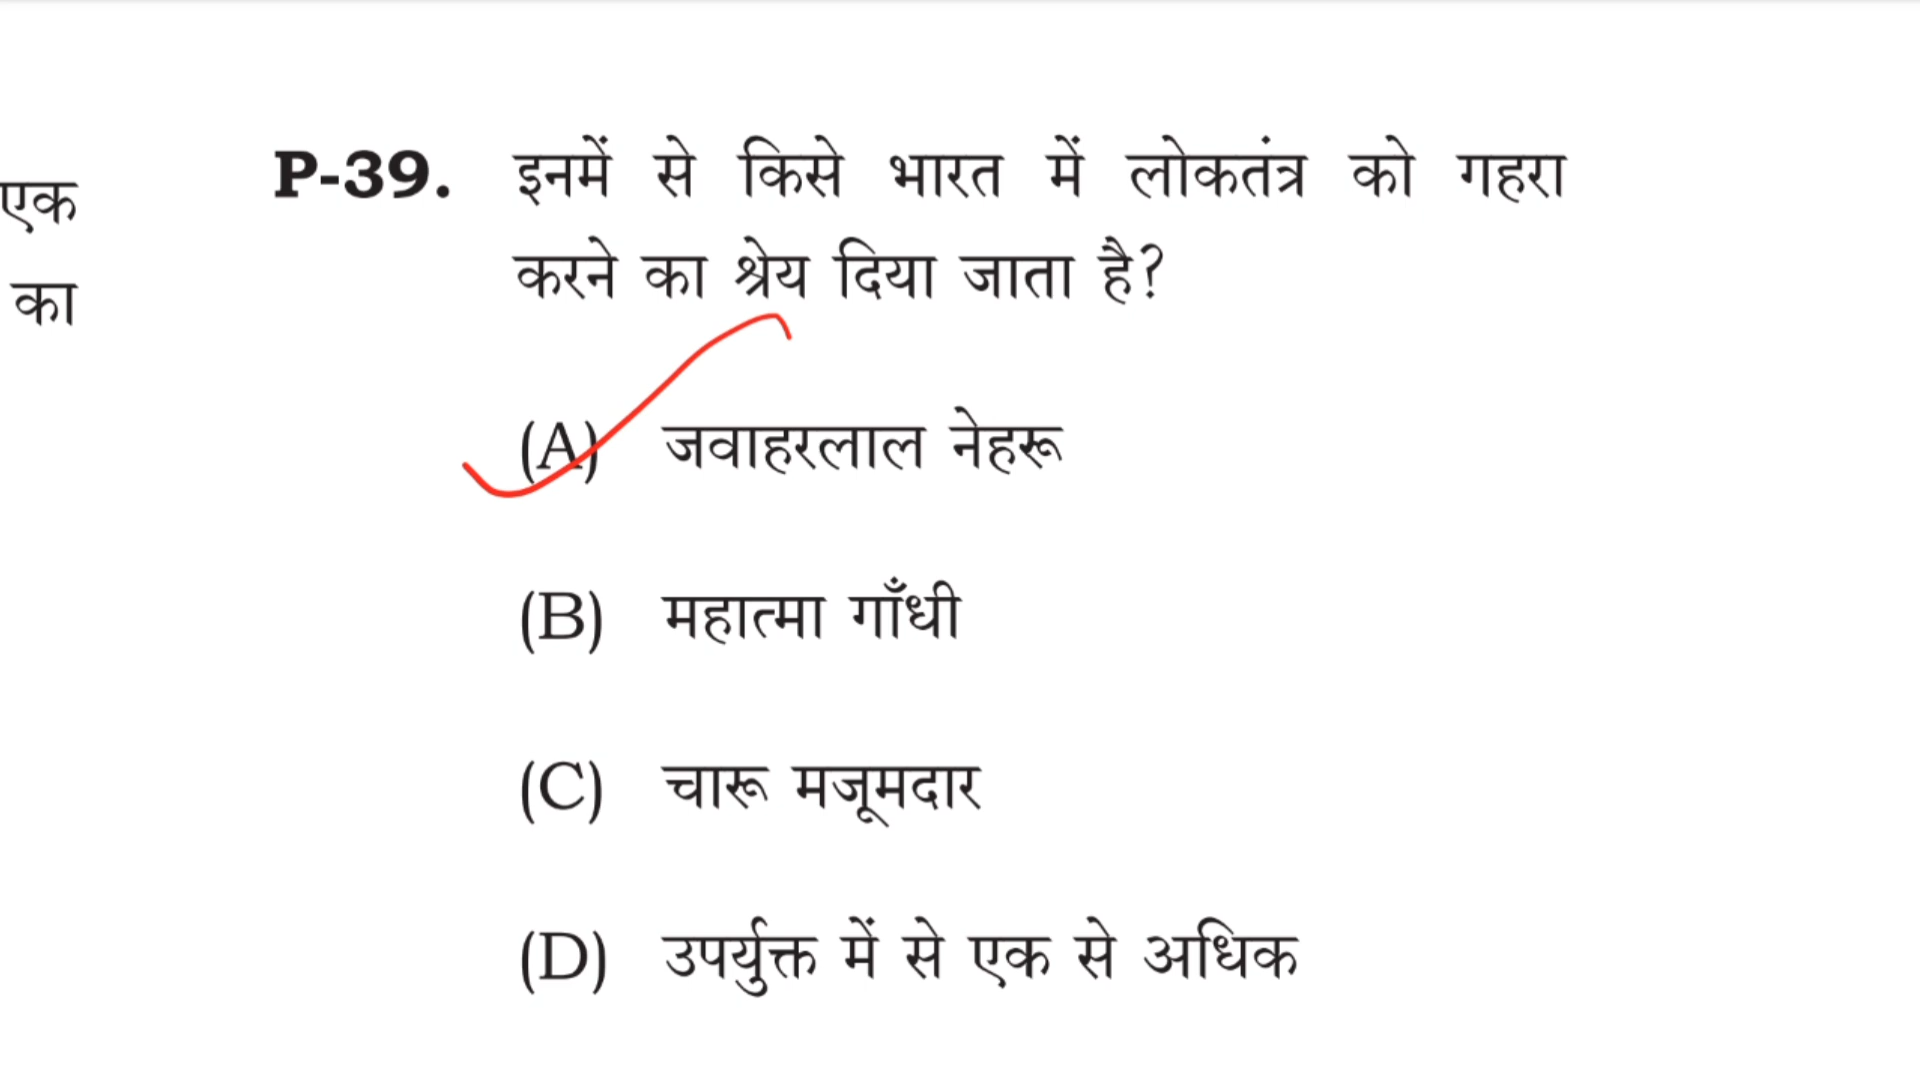 एक
का
P-39. इनमें से किसे भारत में लोकतंत्र को गहरा
करने का श्रेय दिया जाता है?
(A) जवाहरलाल नेहरू
(B) महात्मा गाँधी
(C) चारू मजूमदार
(D) उपर्युक्त में से एक से अधिक